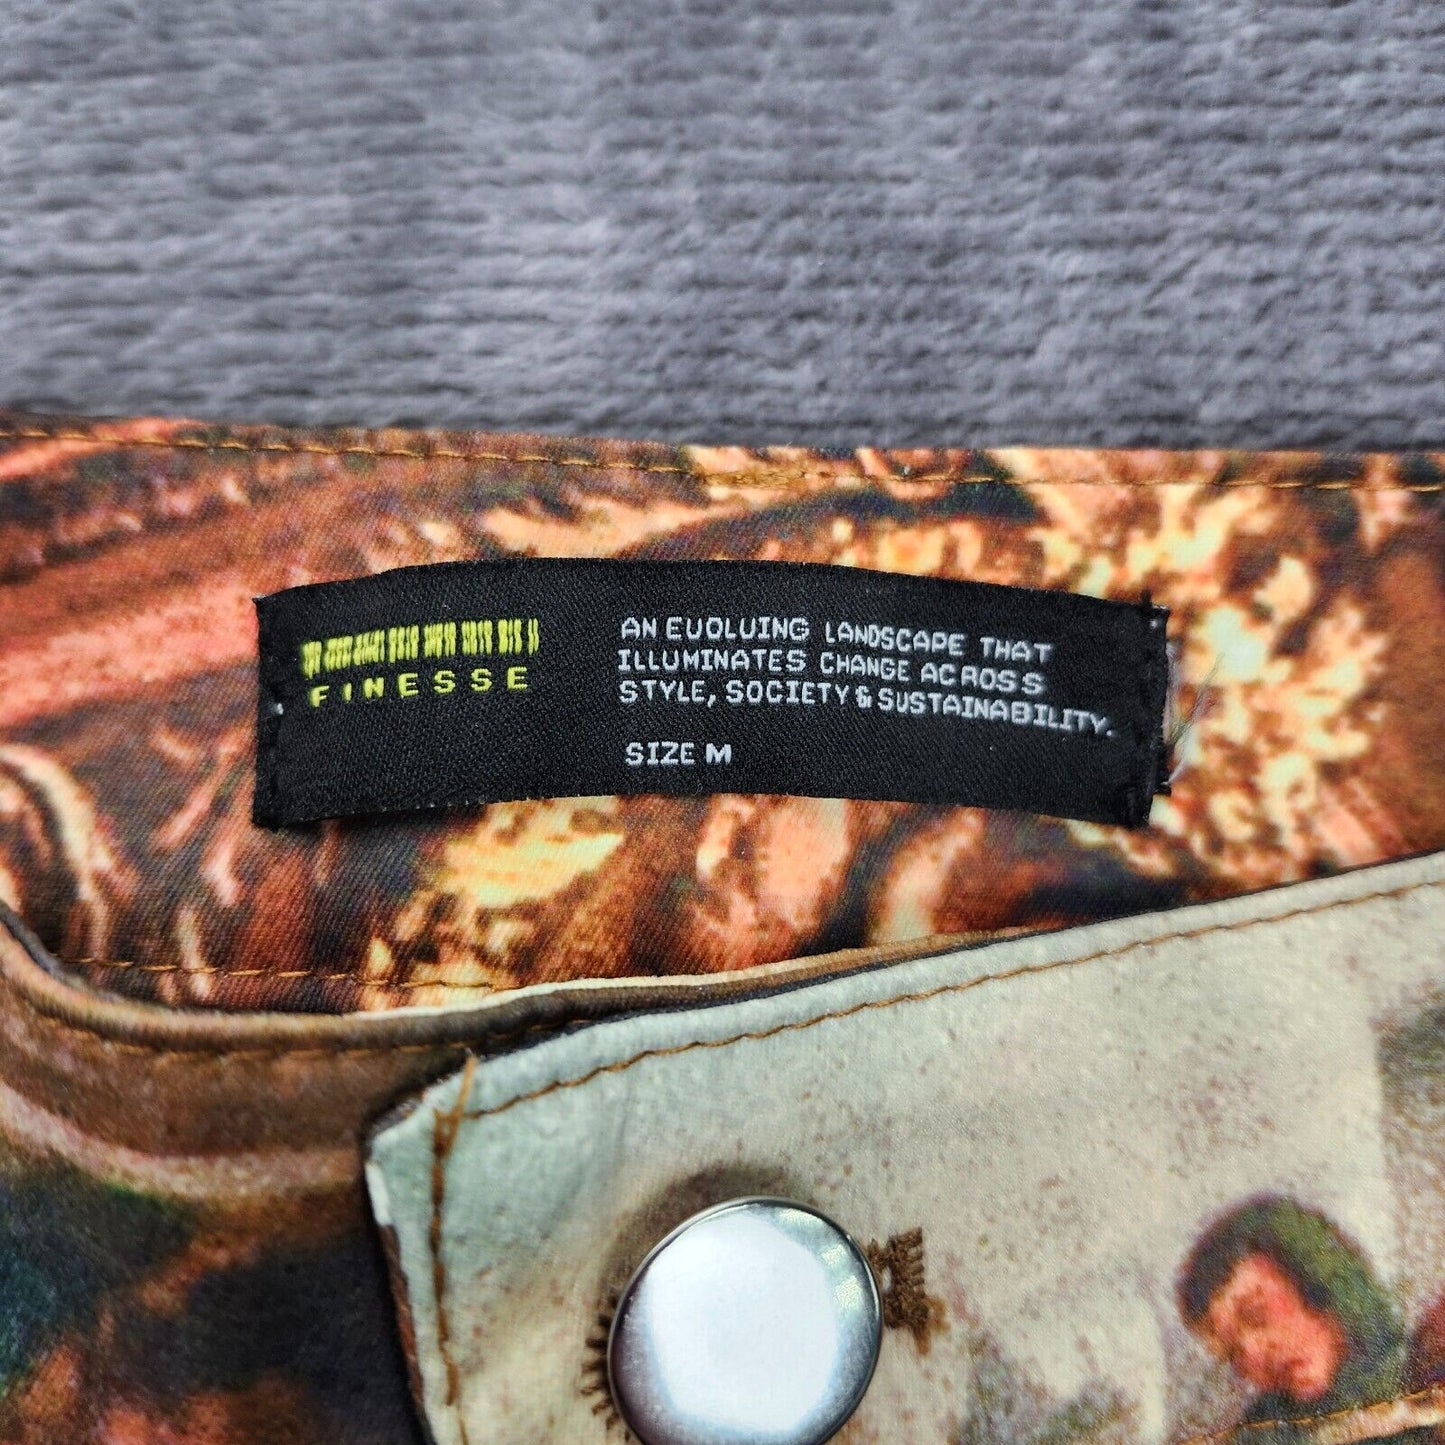 FINESSE
AN EVOLVING LANDSCAPE THAT
ILLUMINATES CHANGE ACROSS
STYLE, SOCIETY & SUSTAINABILITY.
SIZE M